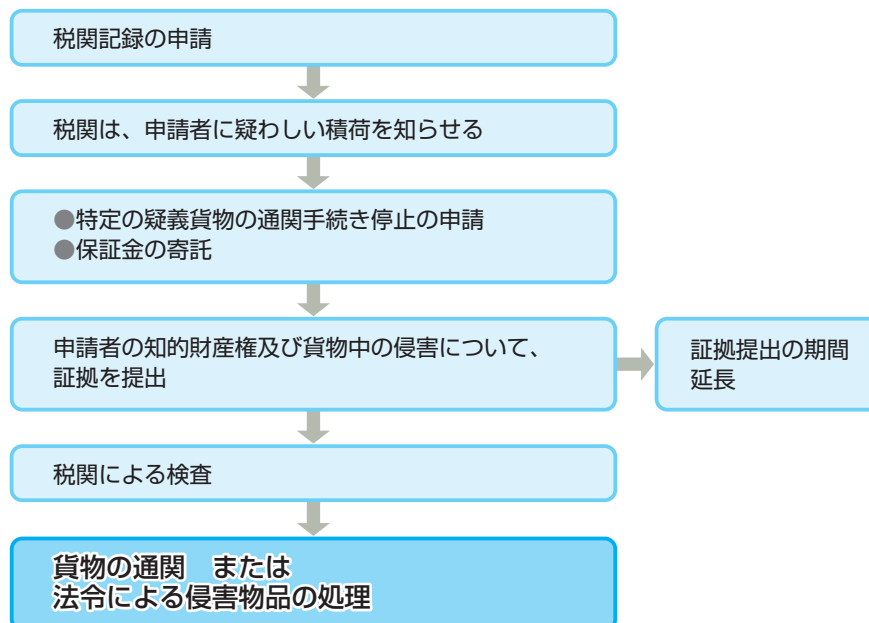 税関記録の申請
税関は、申請者に疑わしい積荷を知らせる
●特定の疑義貨物の通関手続き停止の申請
●保証金の寄託
申請者の知的財産権及び貨物中の侵害について、
証拠を提出
証拠提出の期間
延長
税関による検査
貨物の通関　または
法令による侵害物品の処理